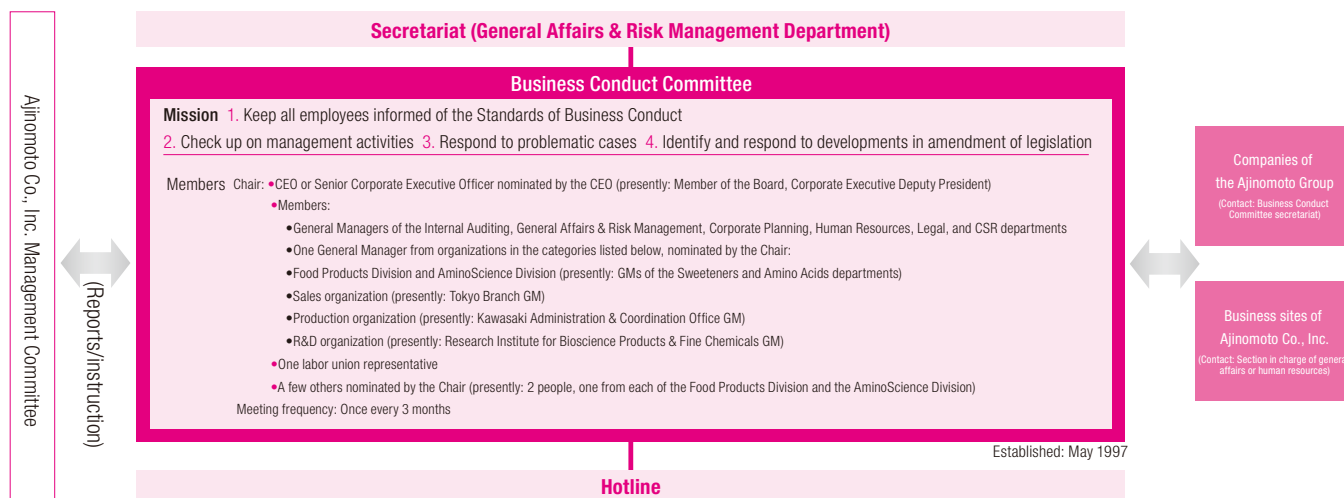 Secretariat (General Affairs & Risk Management Department)
Ajinomoto Co., Inc. Management Committee
(Reports/instruction)
Business Conduct Committee
Mission 1. Keep all employees informed of the Standards of Business Conduct
2. Check up on management activities 3. Respond to problematic cases 4. Identify and respond to developments in amendment of legislation
Members Chair: •CEO or Senior Corporate Executive Officer nominated by the CEO (presently: Member of the Board, Corporate Executive Deputy President)
•Members:
•General Managers of the Internal Auditing, General Affairs & Risk Management, Corporate Planning, Human Resources, Legal, and CSR departments
•One General Manager from organizations in the categories listed below, nominated by the Chair:
•Food Products Division and AminoScience Division (presently: GMs of the Sweeteners and Amino Acids departments)
•Sales organization (presently: Tokyo Branch GM)
•Production organization (presently: Kawasaki Administration & Coordination Office GM)
•R&D organization (presently: Research Institute for Bioscience Products & Fine Chemicals GM)
•One labor union representative
•A few others nominated by the Chair (presently: 2 people, one from each of the Food Products Division and the AminoScience Division)
Meeting frequency: Once every 3 months
Established: May 1997
Hotline
Companies of
the Ajinomoto Group
(Contact: Business Conduct
Committee secretariat)
Business sites of
Ajinomoto Co., Inc.
(Contact: Section in charge of general
affairs or human resources)